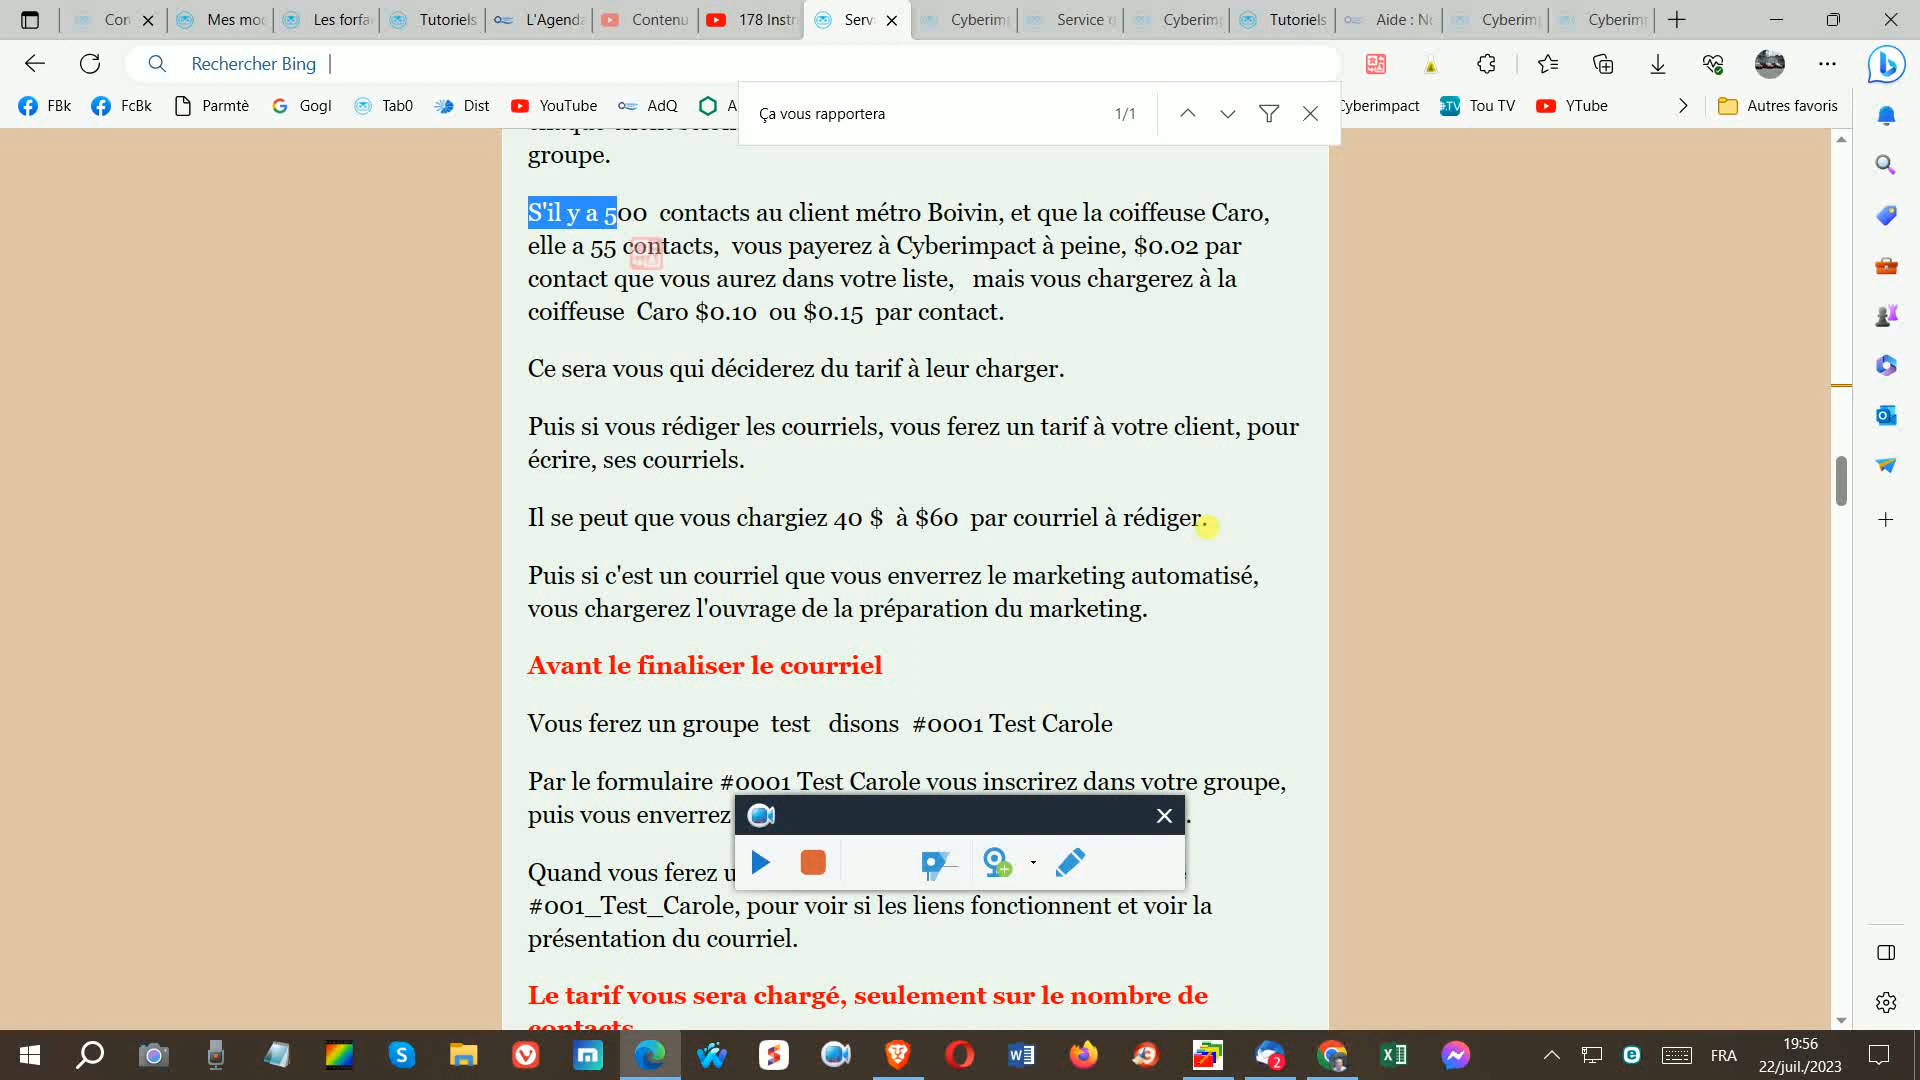 Con
Mes mo
Les forfa
Tutoriels
L'Agenda
Contenu
178 Instr
Serv
Cyberim
Service
Cyberim
Tutoriels
Aide : N
Cyberim
Cyberim
Rechercher Bing
FBk
FcBk
Parmtè
Gogl
Tab0
Dist
YouTube
AdQ
A
Cyberimpact
Tou TV
YTube
Autres favoris
Ça vous rapportera
1/1
groupe.
S'il y a 500 contacts au client métro Boivin, et que la coiffeuse Caro,
elle a 55 contacts, vous payerez à Cyberimpact à peine, $0.02 par
contact que vous aurez dans votre liste, mais vous chargerez à la
coiffeuse Caro $0.10 ou $0.15 par contact.
Ce sera vous qui déciderez du tarif à leur charger.
Puis si vous rédiger les courriels, vous ferez un tarif à votre client, pour
écrire, ses courriels.
Il se peut que vous chargiez 40 $ à $60 par courriel à rédiger.
Puis si c'est un courriel que vous enverrez le marketing automatisé,
vous chargerez l'ouvrage de la préparation du marketing.
Avant le finaliser le courriel
Vous ferez un groupe test disons #0001 Test Carole
Par le formulaire #0001 Test Carole vous inscrirez dans votre groupe,
puis vous enverrez
Quand vous ferez u
#001_Test_Carole, pour voir si les liens fonctionnent et voir la
présentation du courriel.
Le tarif vous sera chargé, seulement sur le nombre de
contacts
FRA
19:56
22/juil./2023
2